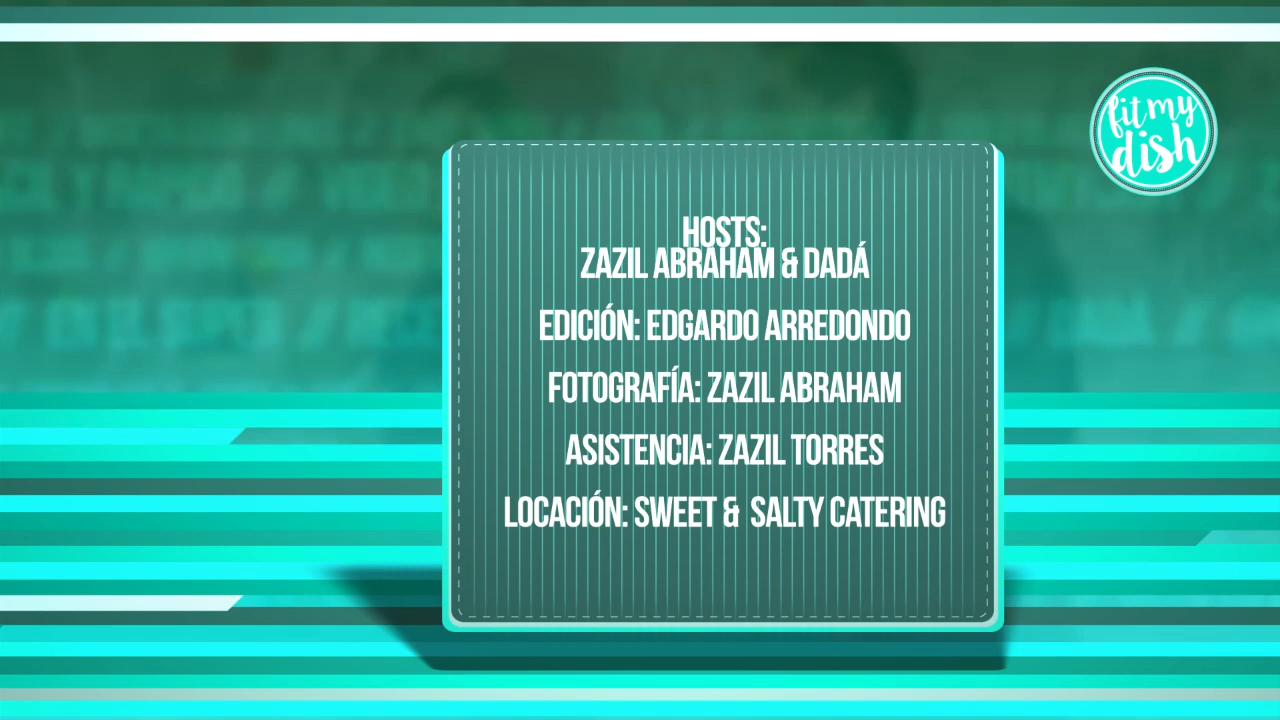 fit my
dish
HOSTS:
ZAZIL ABRAHAM & DADÁ
EDICIÓN: EDGARDO ARREDONDO
FOTOGRAFÍA: ZAZIL ABRAHAM
ASISTENCIA: ZAZIL TORRES
LOCACIÓN: SWEET & SALTY CATERING